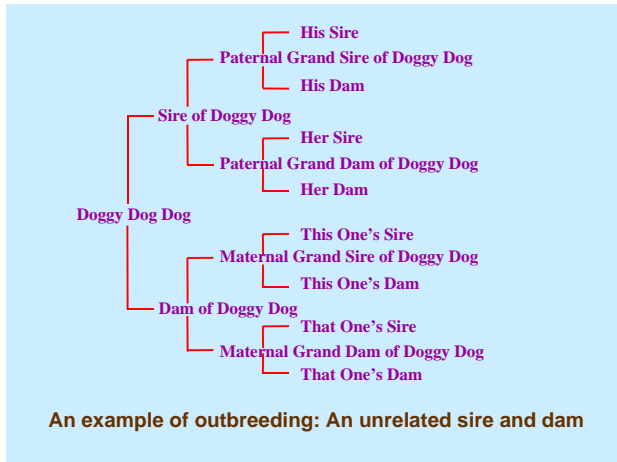 His Sire
Paternal Grand Sire of Doggy Dog
His Dam
Sire of Doggy Dog
Her Sire
Paternal Grand Dam of Doggy Dog
Her Dam
Doggy Dog Dog
This One's Sire
Maternal Grand Sire of Doggy Dog
This One's Dam
Dam of Doggy Dog
That One's Sire
Maternal Grand Dam of Doggy Dog
That One's Dam
An example of outbreeding: An unrelated sire and dam